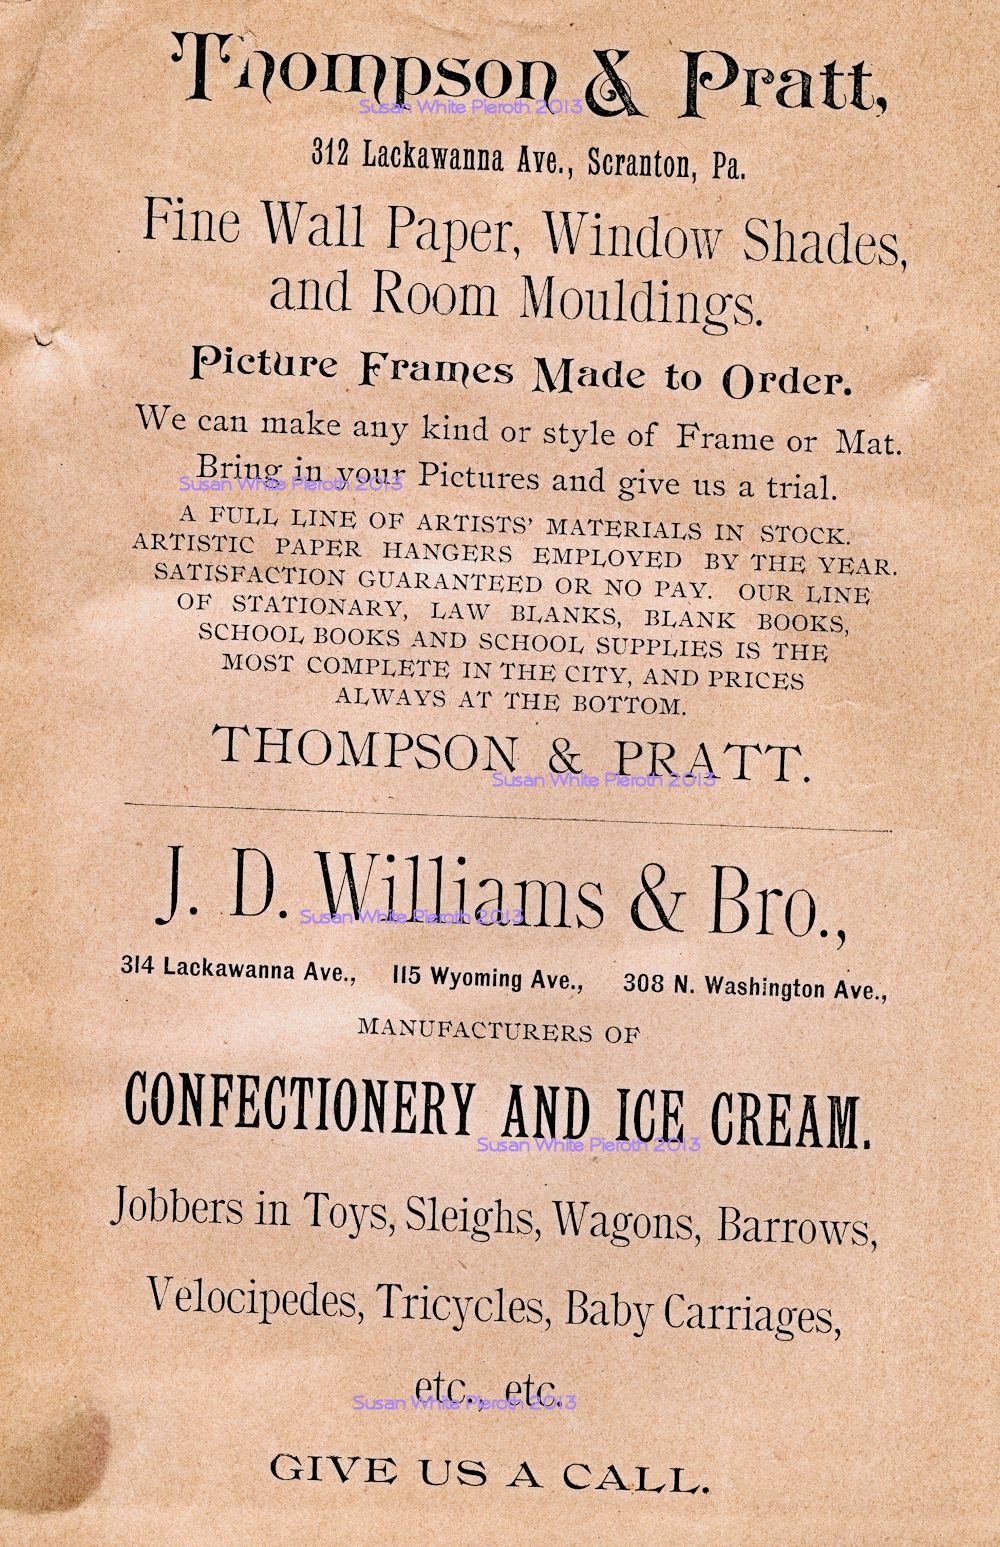 Thompson & Pratt,
Susan White Pieroth 2013
312 Lackawanna Ave., Scranton, Pa.
Fine Wall Paper, Window Shades,
and Room Mouldings.
Picture Frames Made to Order.
We can make any kind or style of Frame or Mat.
Bring in your Pictures and give us a trial.
Susan White Pieroth 2013
A FULL LINE OF ARTISTS' MATERIALS IN STOCK.
ARTISTIC PAPER HANGERS EMPLOYED BY THE YEAR.
SATISFACTION GUARANTEED OR NO PAY. OUR LINE
OF STATIONARY, LAW BLANKS, BLANK BOOKS,
SCHOOL BOOKS AND SCHOOL SUPPLIES IS THE
MOST COMPLETE IN THE CITY, AND PRICES
ALWAYS AT THE BOTTOM.
THOMPSON & PRATT.
Susan White Pieroth 2013
J. D. Williams & Bro.,
Susan White Pieroth 2013
314 Lackawanna Ave., 115 Wyoming Ave., 308 N. Washington Ave.,
MANUFACTURERS OF
CONFECTIONERY AND ICE CREAM.
Susan White Pieroth 2013
Jobbers in Toys, Sleighs, Wagons, Barrows,
Velocipedes, Tricycles, Baby Carriages,
etc., etc.
Susan White Pieroth 2013
GIVE US A CALL.